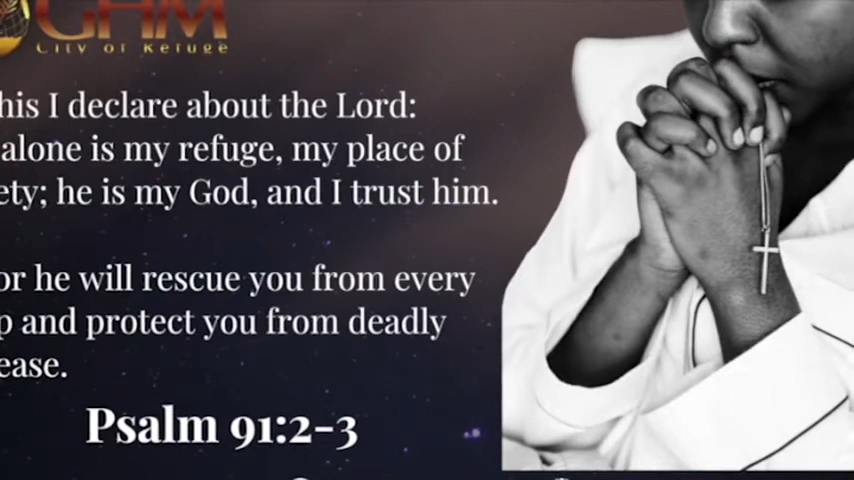 GHM
City of Refuge
his I declare about the Lord:
alone is my refuge, my place of
ety; he is my God, and I trust him.
or he will rescue you from every
p and protect you from deadly
ease.
Psalm 91:2-3